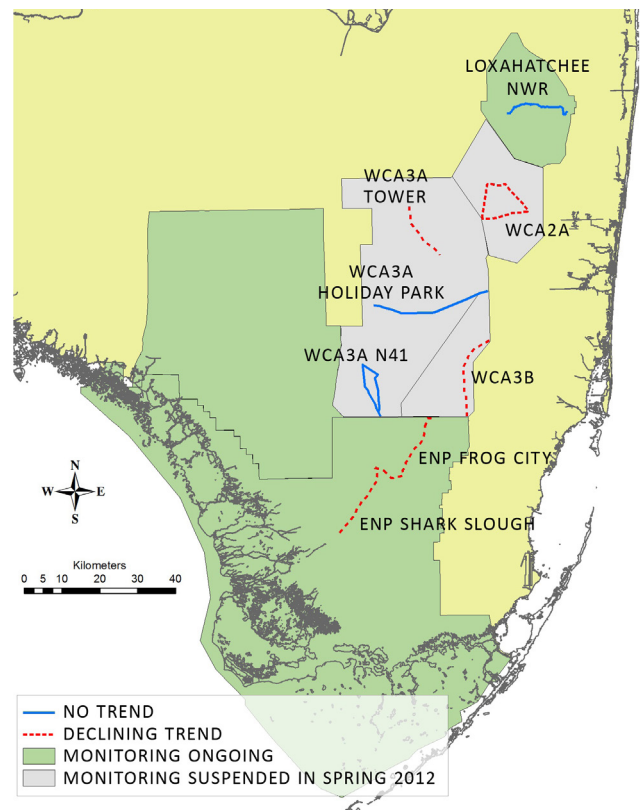 LOXAHATCHEE
NWR
WCA3A
TOWER
WCA2A
WCA3A
HOLIDAY PARK
WCA3A N41
WCA3B
ENP FROG CITY
ENP SHARK SLOUGH
N
W E
S
Kilometers
0 5 10 20 30 40
NO TREND
DECLINING TREND
MONITORING ONGOING
MONITORING SUSPENDED IN SPRING 2012